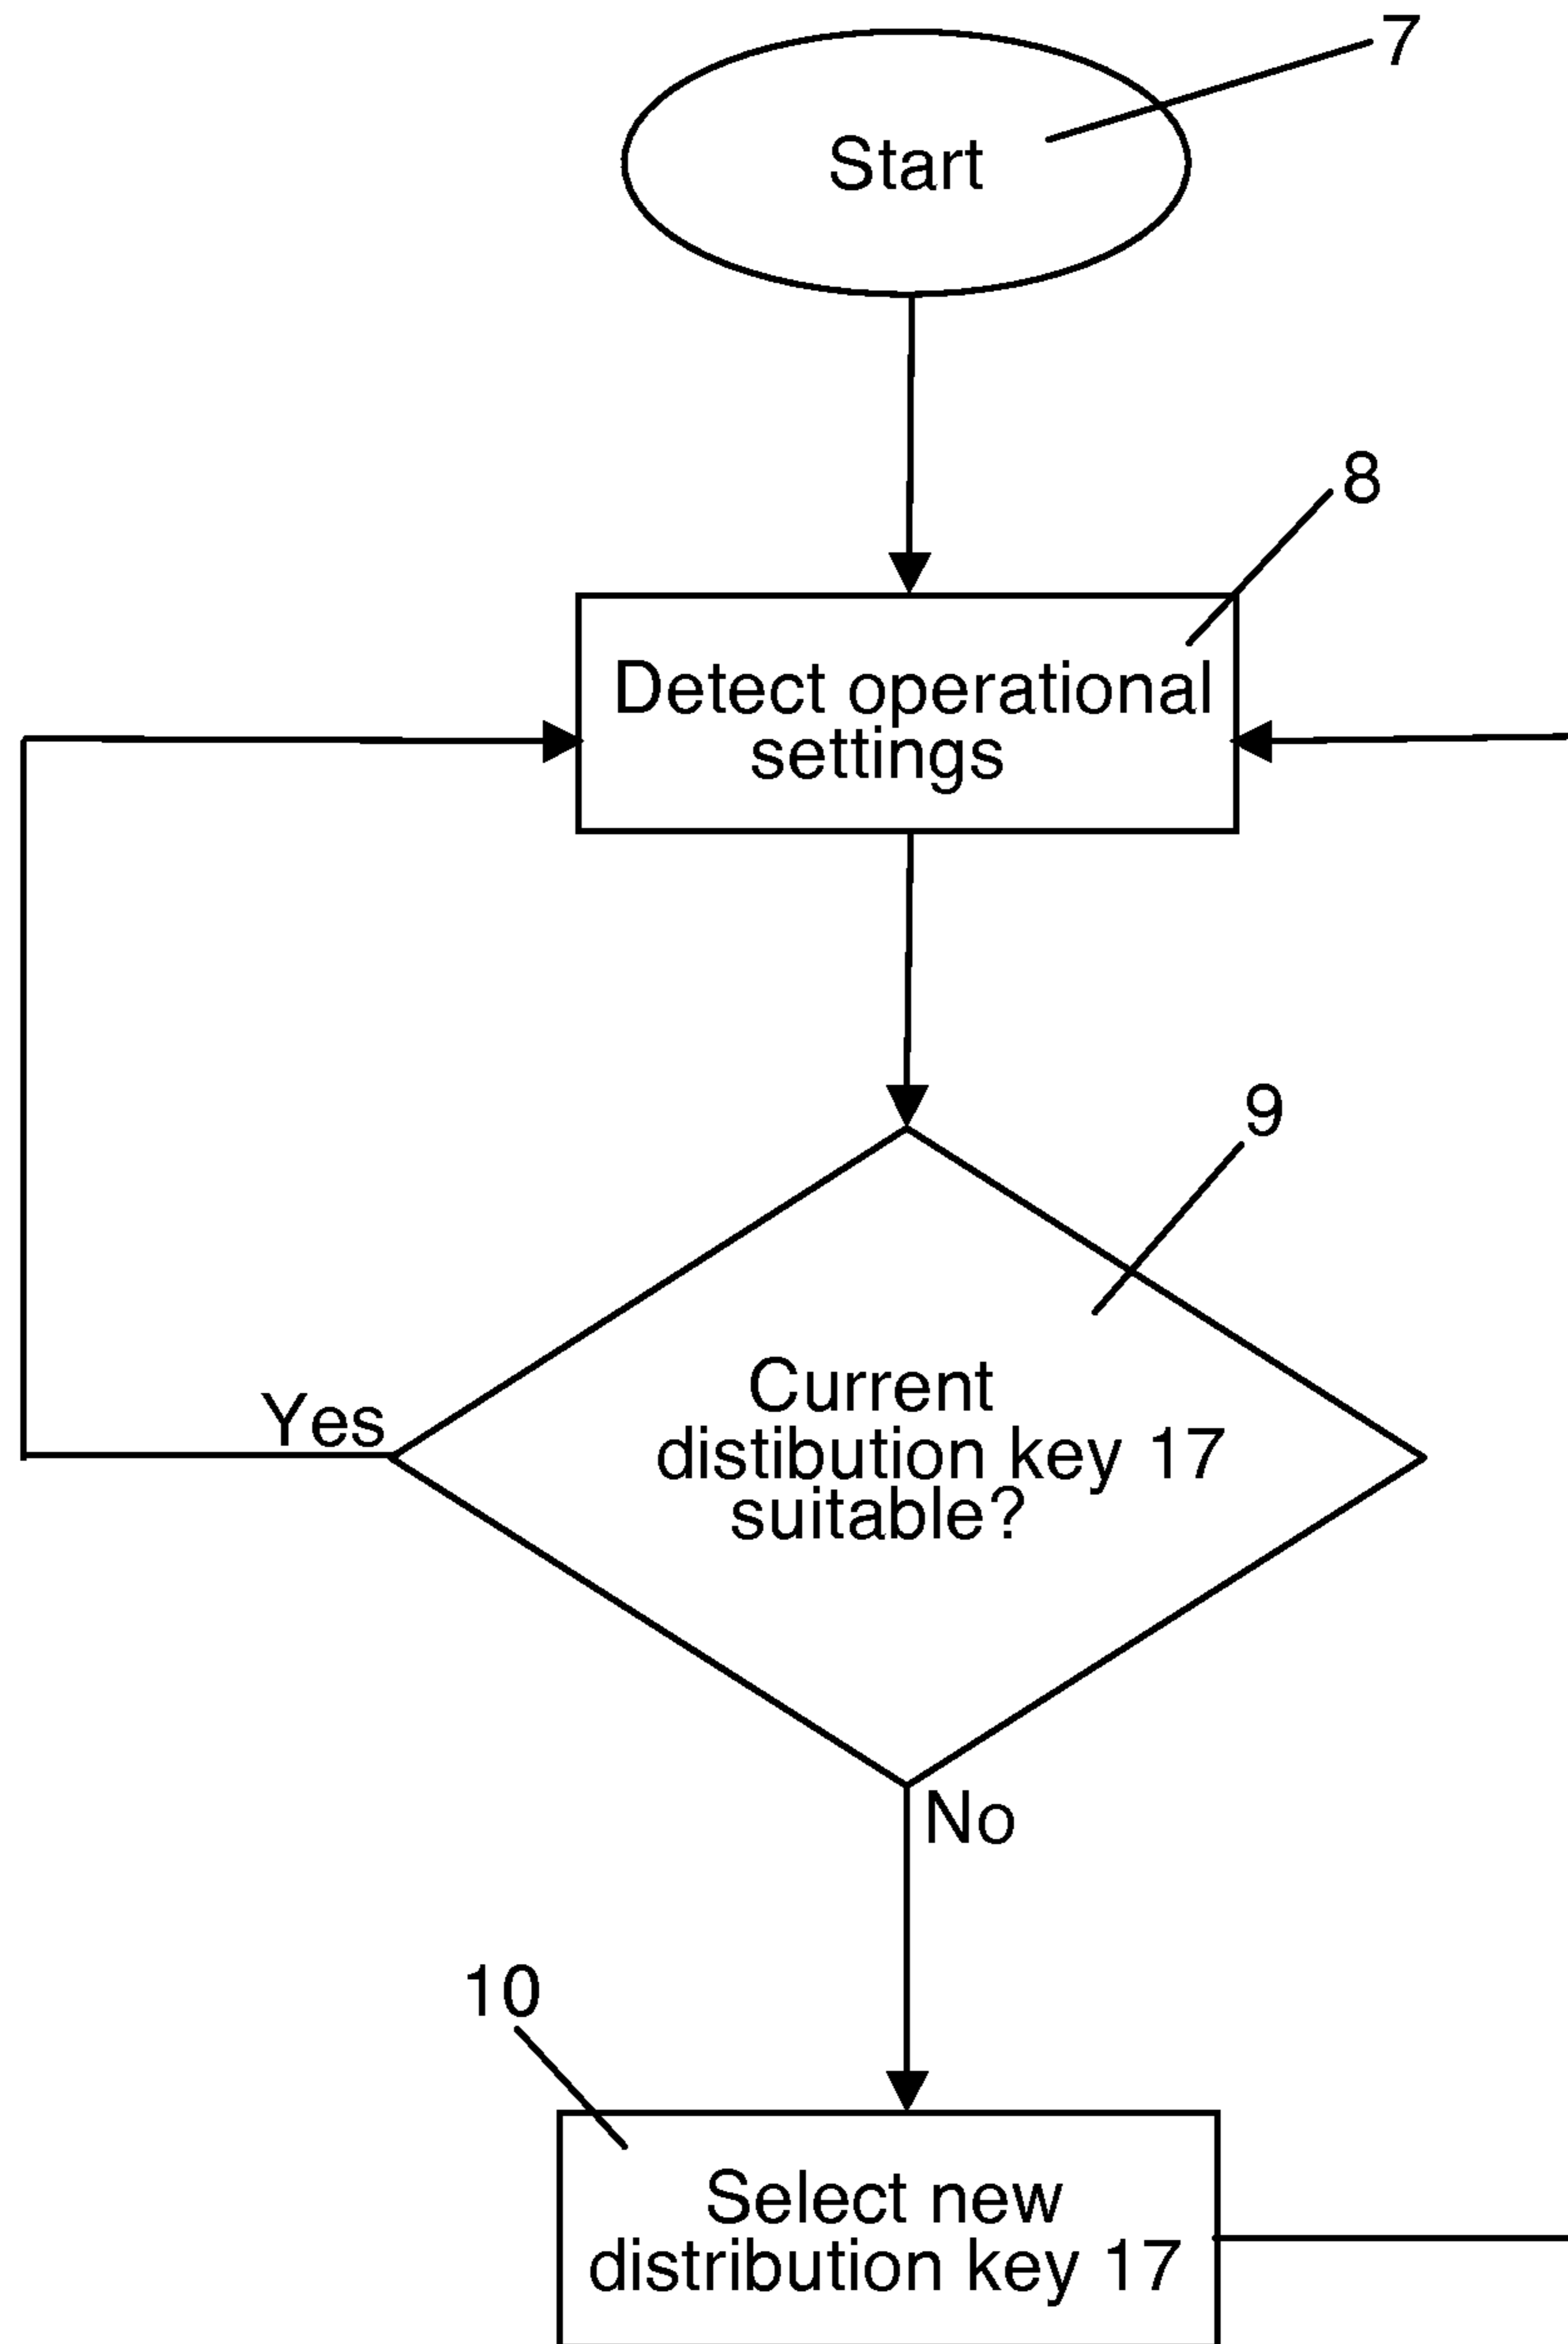 7
Start
8
Detect operational
settings
9
Current
distibution key 17
suitable?
Yes
No
10
Select new
distribution key 17